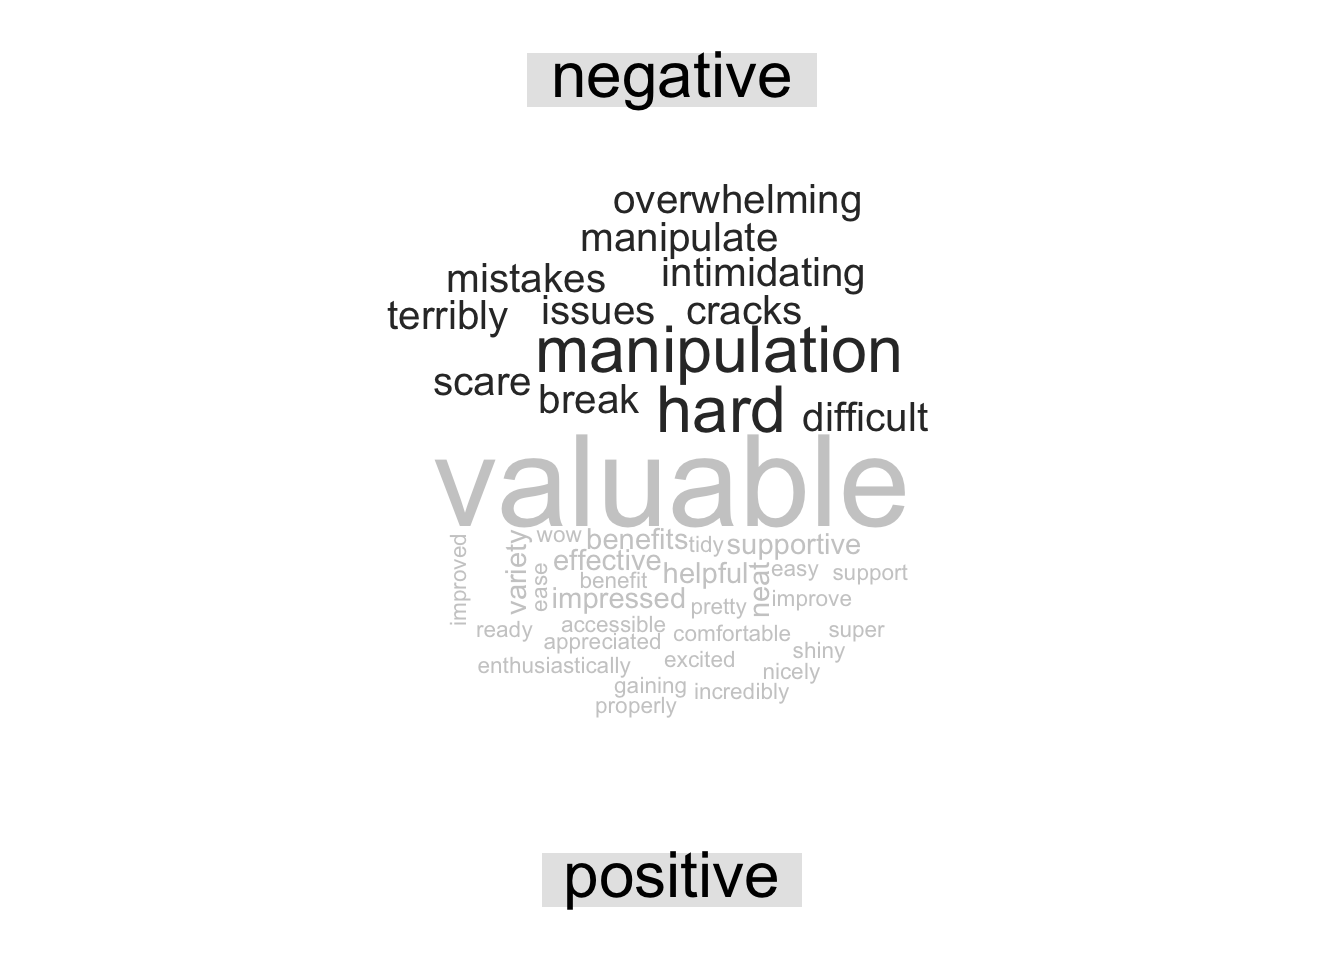 negative
overwhelming
manipulate
mistakes intimidating
terribly issues cracks
manipulation
scare break hard difficult
valuable
improved variety wow benefits tidy supportive
ease effective benefit helpful neat easy support
impressed pretty improve
ready accessible comfortable super
appreciated shiny
enthusiastically excited nicely
gaining incredibly
properly
positive